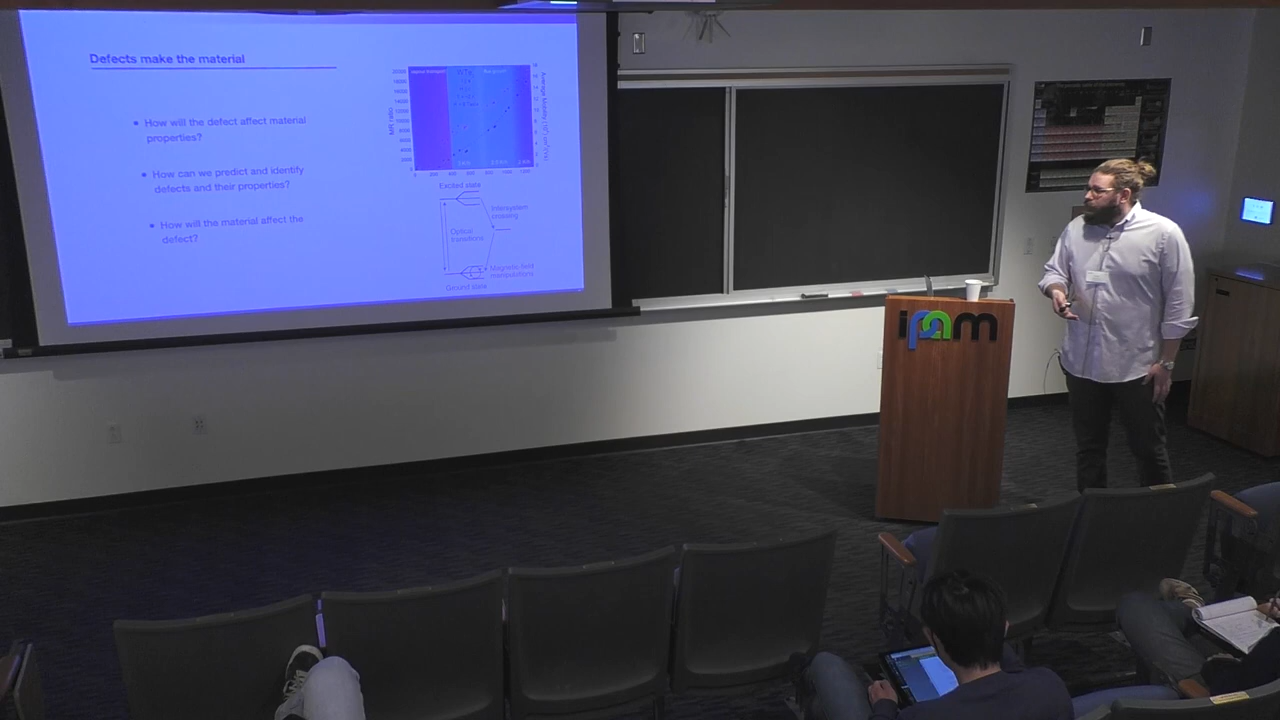 Defects make the material
How will the defect affect material
properties?
How can we predict and identify
defects and their properties?
How will the material affect the
defect?
MR ratio
Excited state
Intersystem
crossing
Optical
transitions
Magnetic field
manipulations
Ground state
ipam